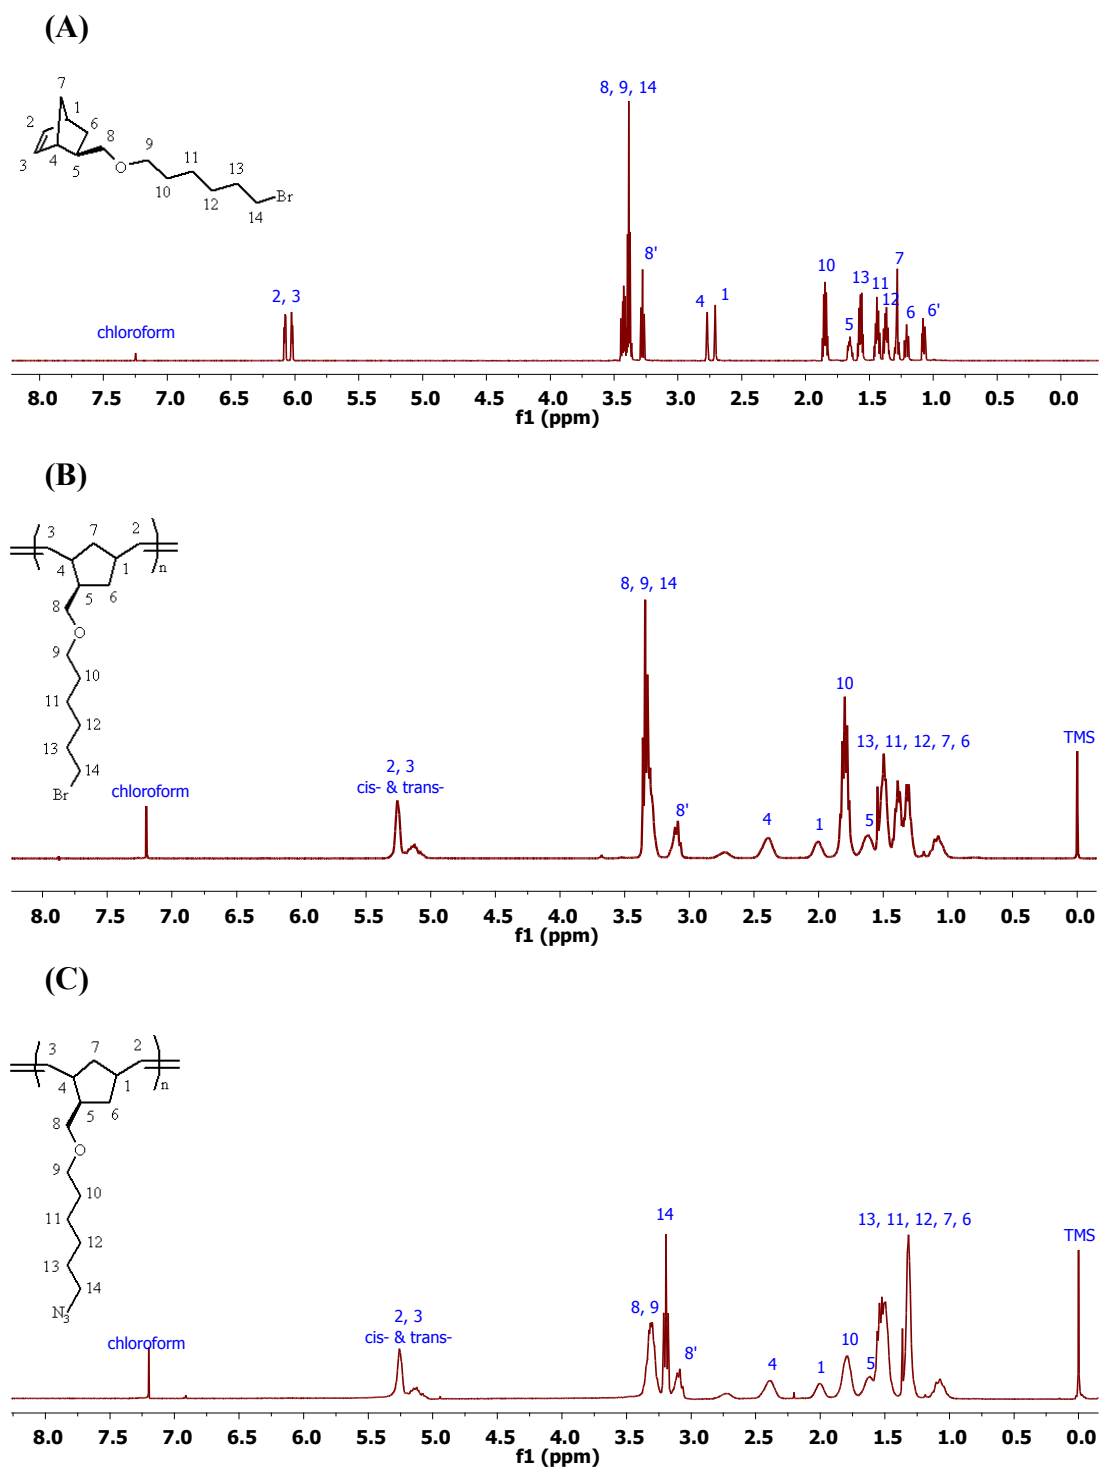 (A)
7
1
2
6
8
9
3
4
5
O
11
13
10
12
Br
14
8, 9, 14
8'
2, 3
chloroform
4
1
10
5
13
11
12
7
6
6'
8.0 7.5 7.0 6.5 6.0 5.5 5.0 4.5 4.0 3.5 3.0 2.5 2.0 1.5 1.0 0.5 0.0
f1 (ppm)
(B)
3
7
2
4
1
n
5
6
8
O
9
10
11
12
13
14
Br
chloroform
2, 3
cis- & trans-
8, 9, 14
8'
4
1
10
5
13, 11, 12, 7, 6
TMS
8.0 7.5 7.0 6.5 6.0 5.5 5.0 4.5 4.0 3.5 3.0 2.5 2.0 1.5 1.0 0.5 0.0
f1 (ppm)
(C)
3
7
2
4
1
n
5
6
8
O
9
10
11
12
13
14
N3
chloroform
2, 3
cis- & trans-
8, 9
14
8'
4
1
10
5
13, 11, 12, 7, 6
TMS
8.0 7.5 7.0 6.5 6.0 5.5 5.0 4.5 4.0 3.5 3.0 2.5 2.0 1.5 1.0 0.5 0.0
f1 (ppm)